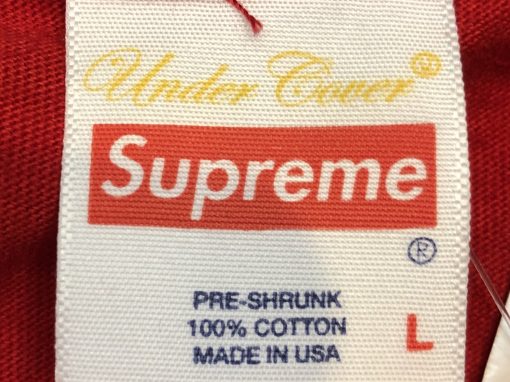 Under Cover®
Supreme
®
PRE-SHRUNK
100% COTTON
MADE IN USA
L